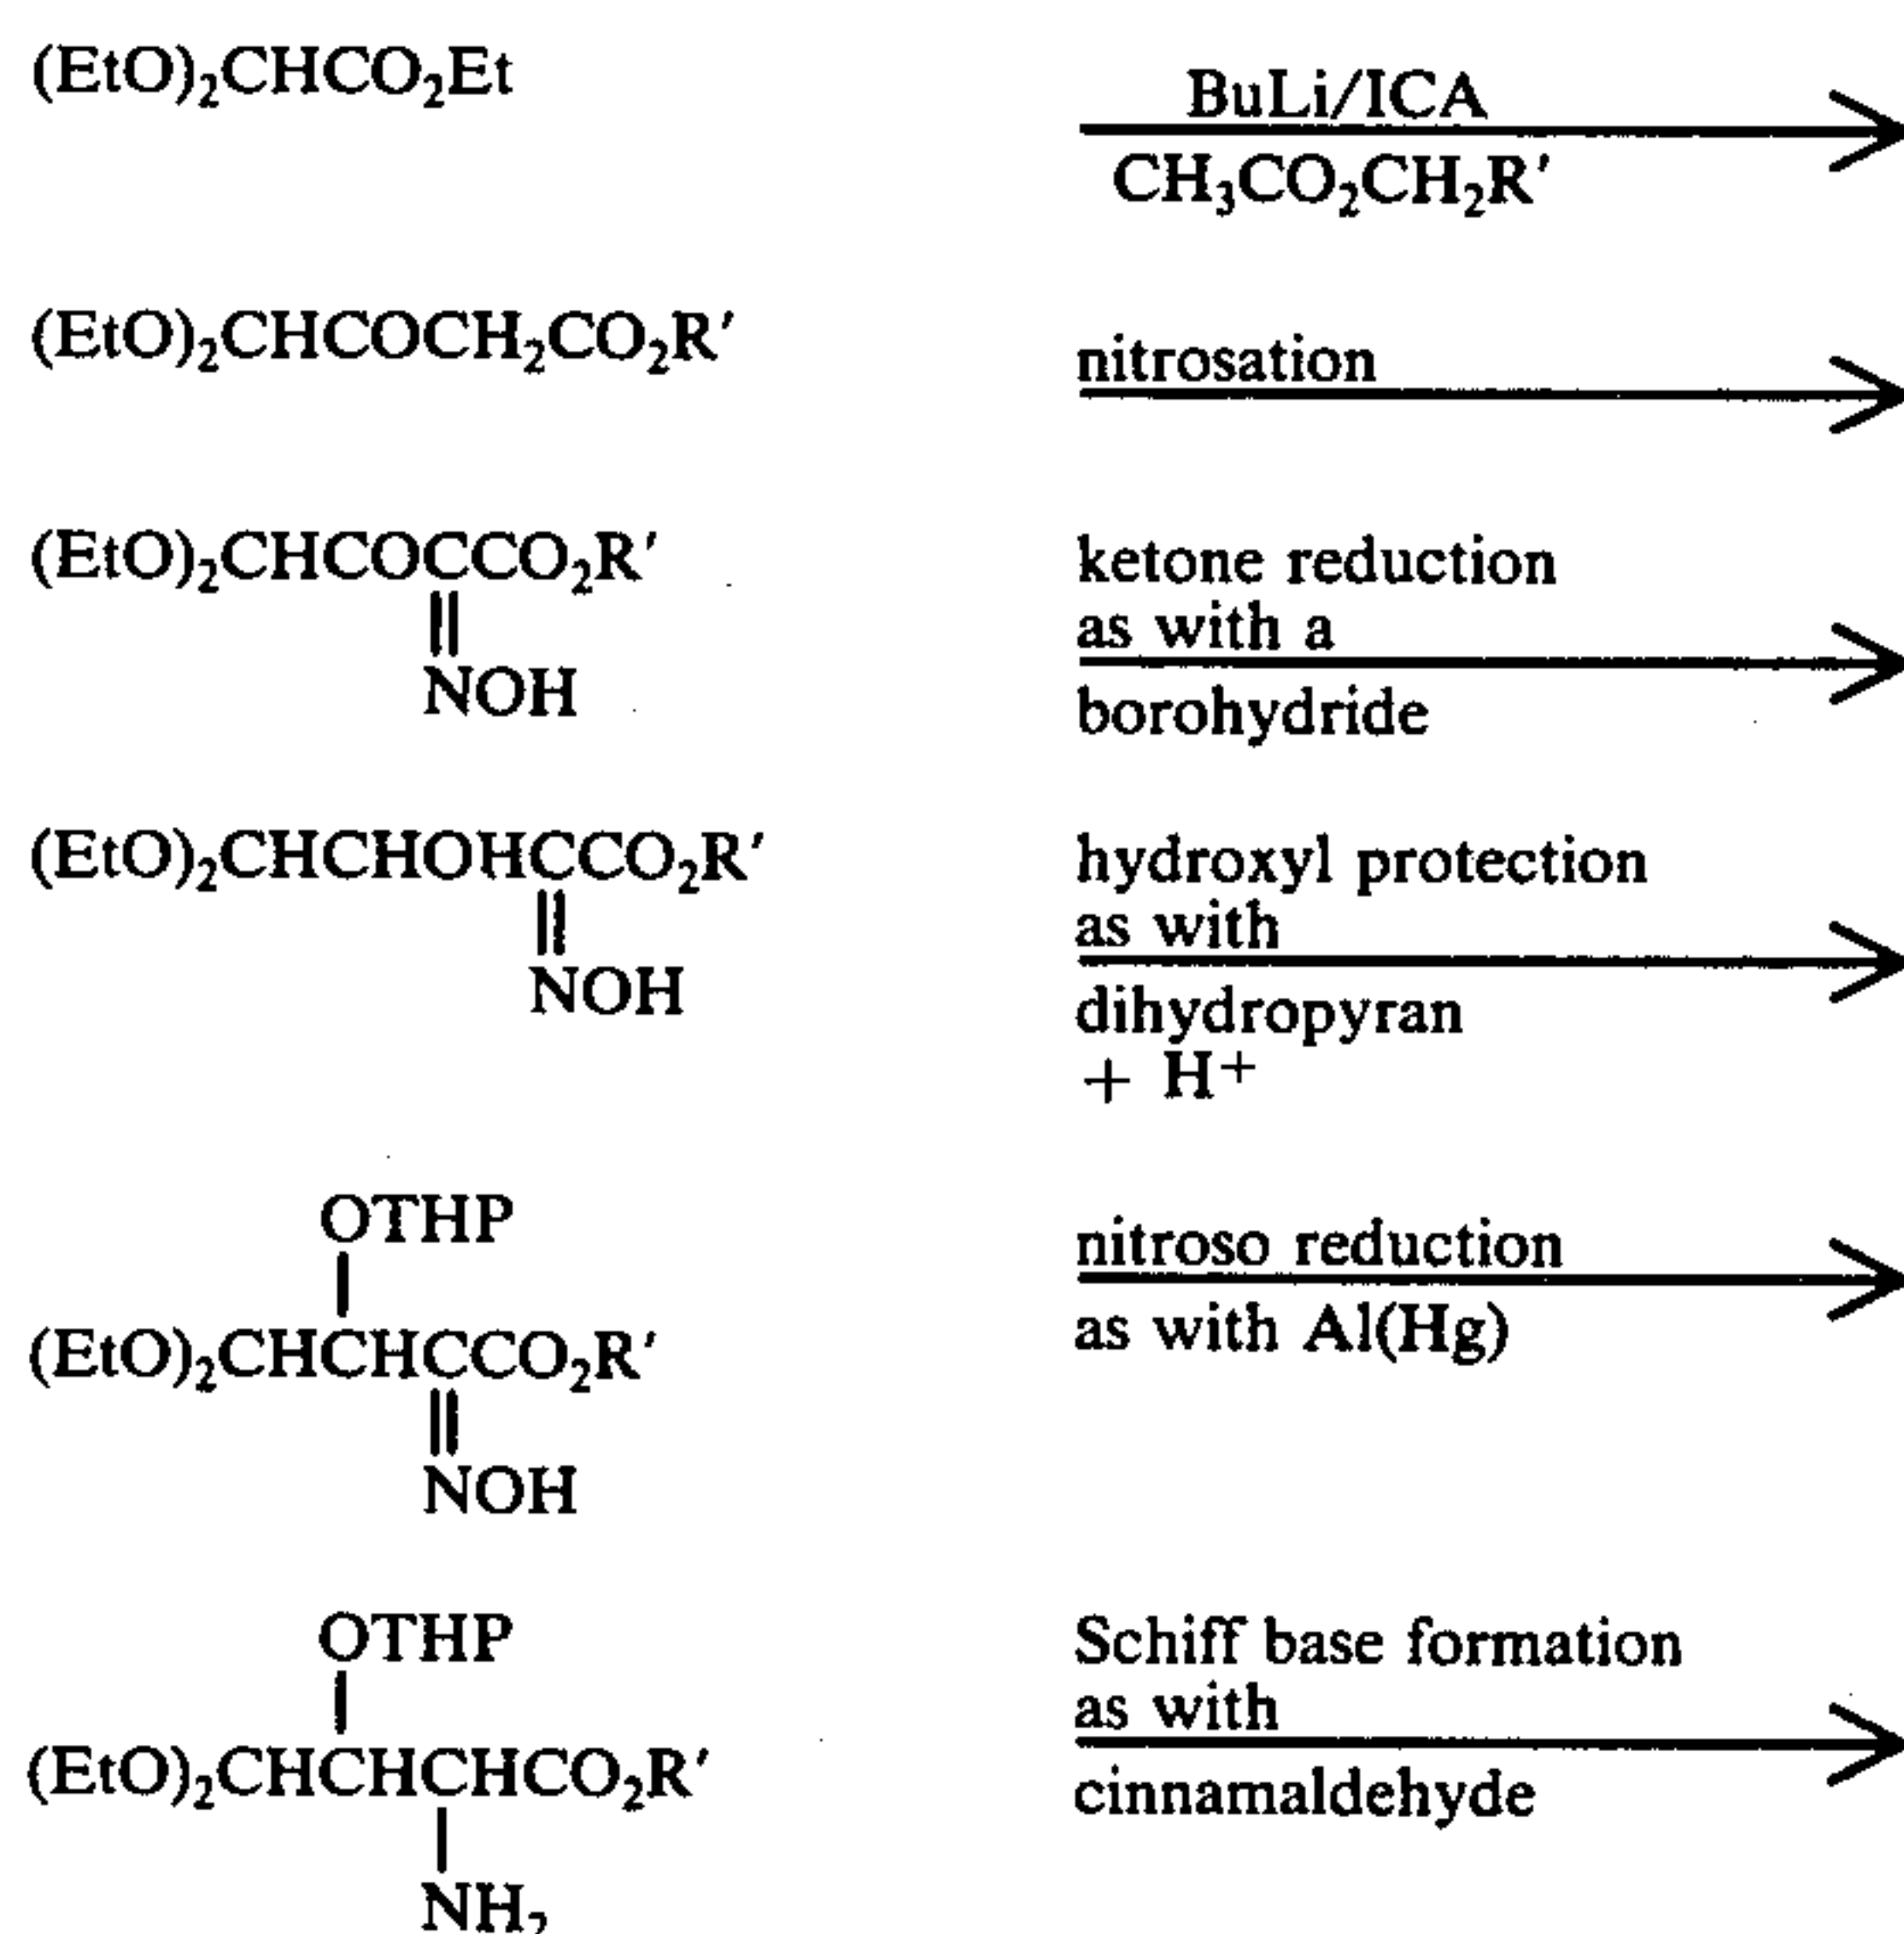 (EtO)₂CHCO₂Et
BuLi/ICA
CH₃CO₂CH₂R′
(EtO)₂CHCOCH₂CO₂R′
nitrosation
(EtO)₂CHCOCCO₂R′
NOH
ketone reduction
as with a
borohydride
(EtO)₂CHCHOHCCO₂R′
NOH
hydroxyl protection
as with
dihydropyran
+ H⁺
OTHP
(EtO)₂CHCHCCO₂R′
NOH
nitroso reduction
as with Al(Hg)
OTHP
(EtO)₂CHCHCHCO₂R′
NH₂
Schiff base formation
as with
cinnamaldehyde